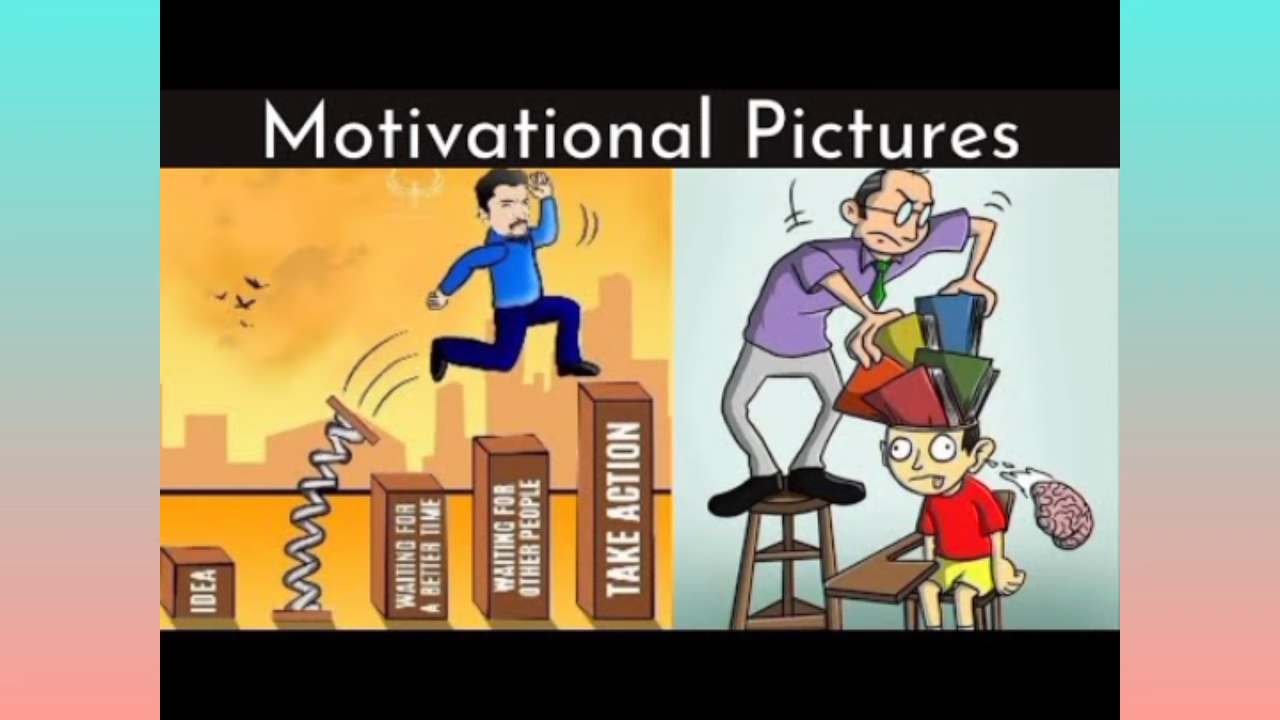 Motivational Pictures
IDEA
WAITING FOR
A BETTER TIME
WAITING FOR
OTHER PEOPLE
TAKE ACTION